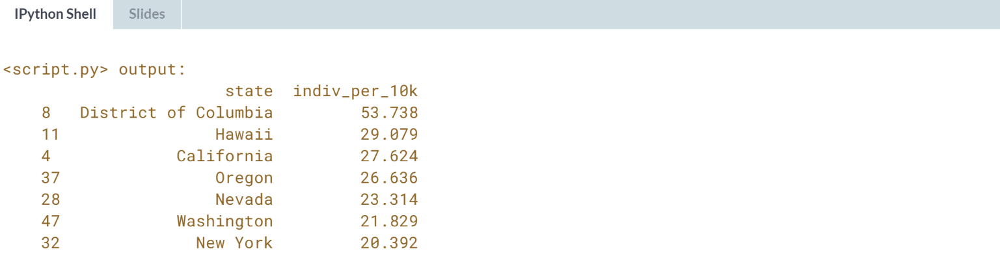 IPython Shell Slides
<script.py> output:
state indiv_per_10k
8 District of Columbia 53.738
11 Hawaii 29.079
4 California 27.624
37 Oregon 26.636
28 Nevada 23.314
47 Washington 21.829
32 New York 20.392